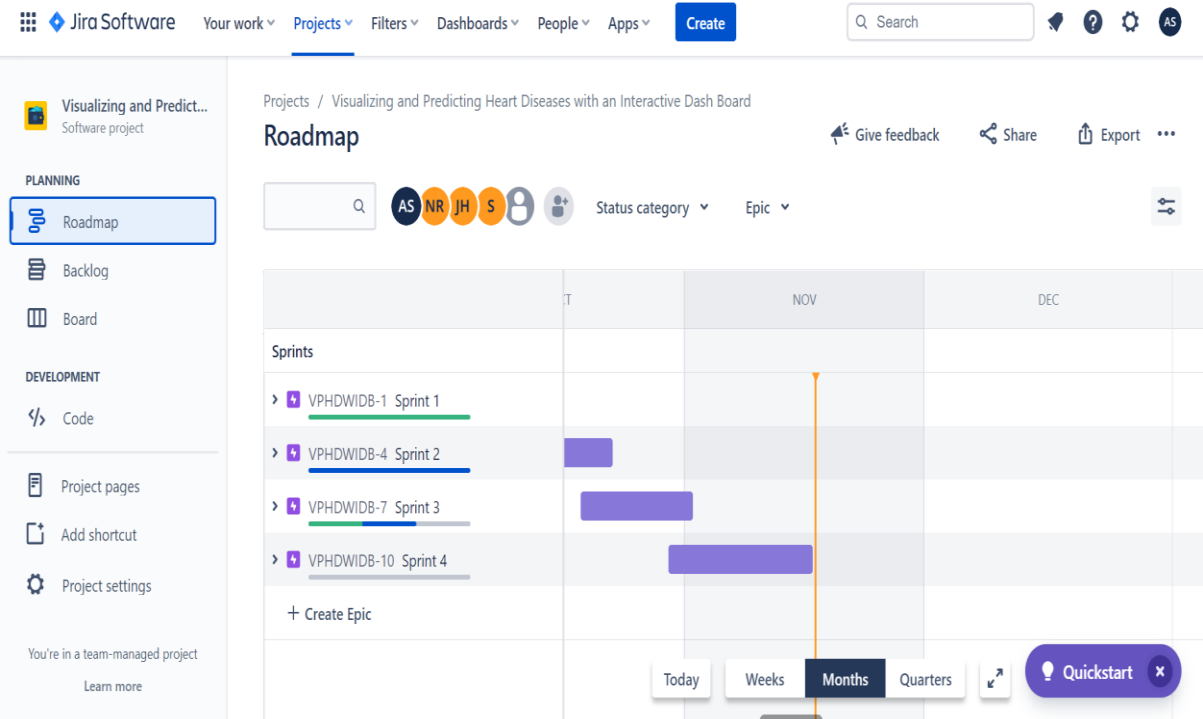 Jira Software Your work Projects Filters Dashboards People Apps Create Search AS
Visualizing and Predict...
Software project
PLANNING
Roadmap
Backlog
Board
DEVELOPMENT
Code
Project pages
Add shortcut
Project settings
You're in a team-managed project
Learn more
Projects / Visualizing and Predicting Heart Diseases with an Interactive Dash Board
Roadmap
Give feedback Share Export
AS NR JH S Status category Epic
CT NOV DEC
Sprints
VPHDWIDB-1 Sprint 1
VPHDWIDB-4 Sprint 2
VPHDWIDB-7 Sprint 3
VPHDWIDB-10 Sprint 4
+ Create Epic
Today Weeks Months Quarters Quickstart